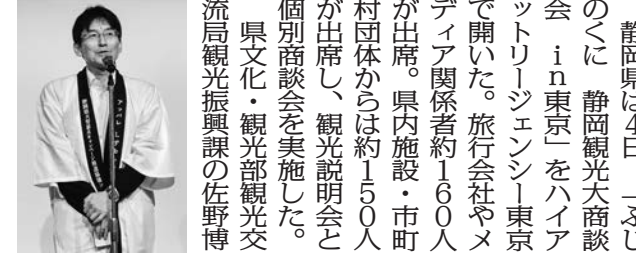 静岡県は4日、「ふじ
のくに 静岡観光大商談
会 in東京」をハイア
ットリージェンシー東京
で開いた。旅行会社やメ
ディア関係者約160人
が出席。県内施設・市町
村団体からは約150人
が出席し、観光説明会と
個別商談会を実施した。
県文化・観光部観光交
流局観光振興課の佐野博